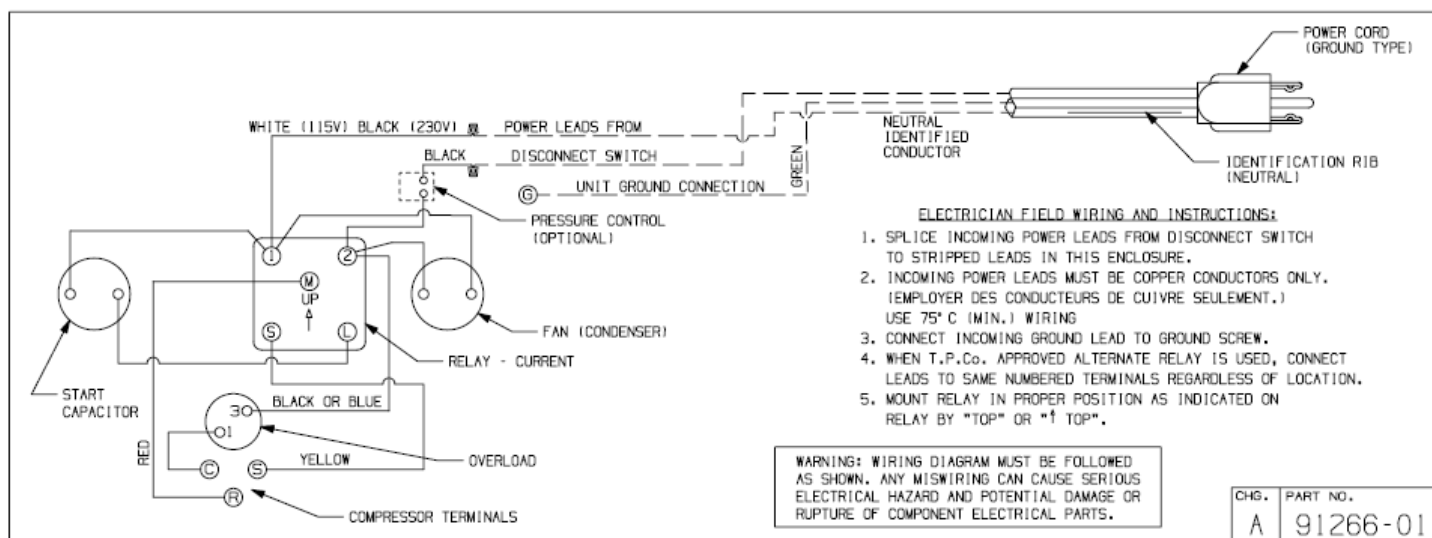 POWER CORD
(GROUND TYPE)
WHITE (115V) BLACK (230V) POWER LEADS FROM
NEUTRAL
IDENTIFIED
CONDUCTOR
BLACK DISCONNECT SWITCH
GREEN
IDENTIFICATION RIB
(NEUTRAL)
G UNIT GROUND CONNECTION
PRESSURE CONTROL
(OPTIONAL)
1 2
M
UP
S L
FAN (CONDENSER)
RELAY - CURRENT
START
CAPACITOR
BLACK OR BLUE
3
1
OVERLOAD
RED
YELLOW
C S
R
COMPRESSOR TERMINALS
ELECTRICIAN FIELD WIRING AND INSTRUCTIONS:
1. SPLICE INCOMING POWER LEADS FROM DISCONNECT SWITCH
TO STRIPPED LEADS IN THIS ENCLOSURE.
2. INCOMING POWER LEADS MUST BE COPPER CONDUCTORS ONLY.
(EMPLOYER DES CONDUCTEURS DE CUIVRE SEULEMENT.)
USE 75° C (MIN.) WIRING
3. CONNECT INCOMING GROUND LEAD TO GROUND SCREW.
4. WHEN T.P.Co. APPROVED ALTERNATE RELAY IS USED, CONNECT
LEADS TO SAME NUMBERED TERMINALS REGARDLESS OF LOCATION.
5. MOUNT RELAY IN PROPER POSITION AS INDICATED ON
RELAY BY "TOP" OR "↑ TOP".
WARNING: WIRING DIAGRAM MUST BE FOLLOWED
AS SHOWN. ANY MISWIRING CAN CAUSE SERIOUS
ELECTRICAL HAZARD AND POTENTIAL DAMAGE OR
RUPTURE OF COMPONENT ELECTRICAL PARTS.
CHG. PART NO.
A 91266-01